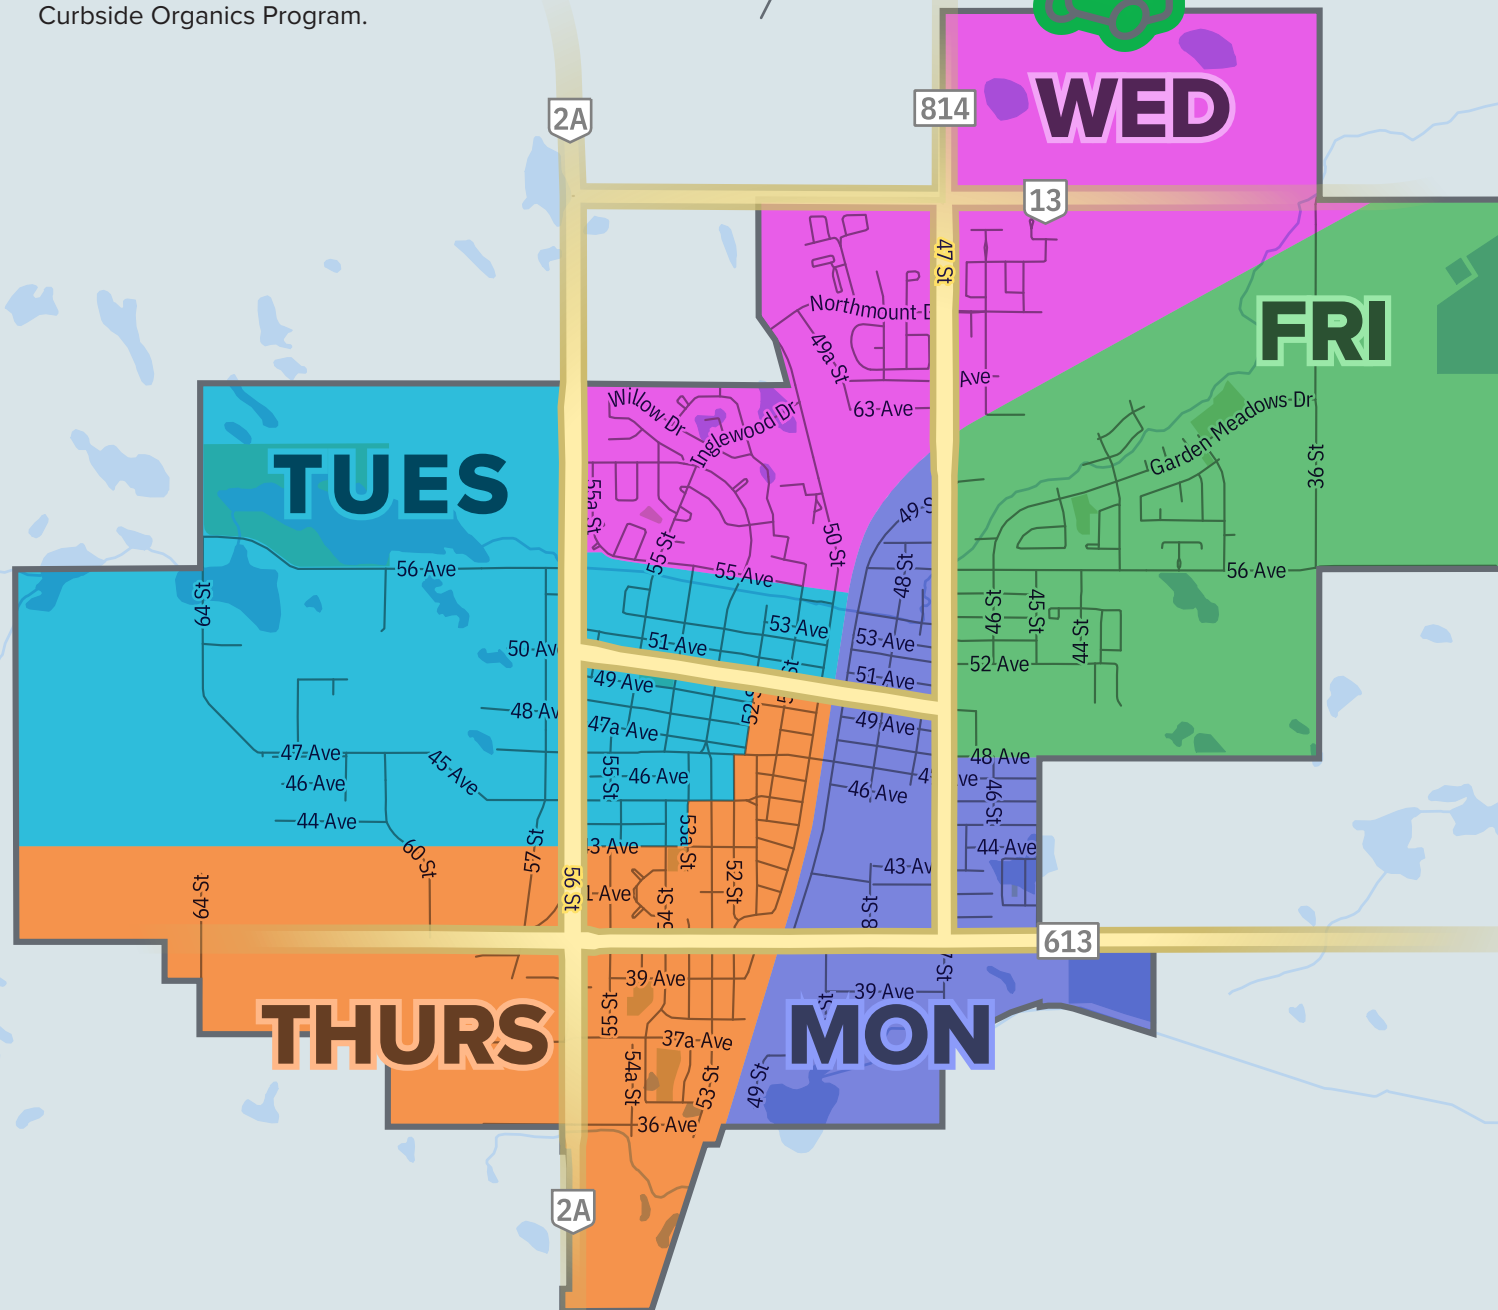 Curbside Organics Program.
WED
814
2A
13
47 St
Northmount
FRI
49a-St
Ave
63-Ave
Willow-Dr
Inglewood Dr
Garden-Meadows-Dr
36-St
TUES
55a-St
49-S
50-St
55-St
48-St
56-Ave
55-Ave
56-Ave
64-St
46-St
45-St
44-St
53-Ave
53-Ave
51-Ave
50-Av
52-Ave
51-Ave
49-Ave
48-Av
52-
49-Ave
47a-Ave
47-Ave
48-Ave
45-Ave
55-St
46-Ave
46-Ave
46-Ave
46-St
44-Ave
53a-St
3-Ave
44-Ave
60-St
57-St
43-Av
52-St
64-St
56 St
Ave
613
39-Ave
39-Ave
55-St
THURS
MON
37a-Ave
54a-St
53-St
49-St
36-Ave
2A